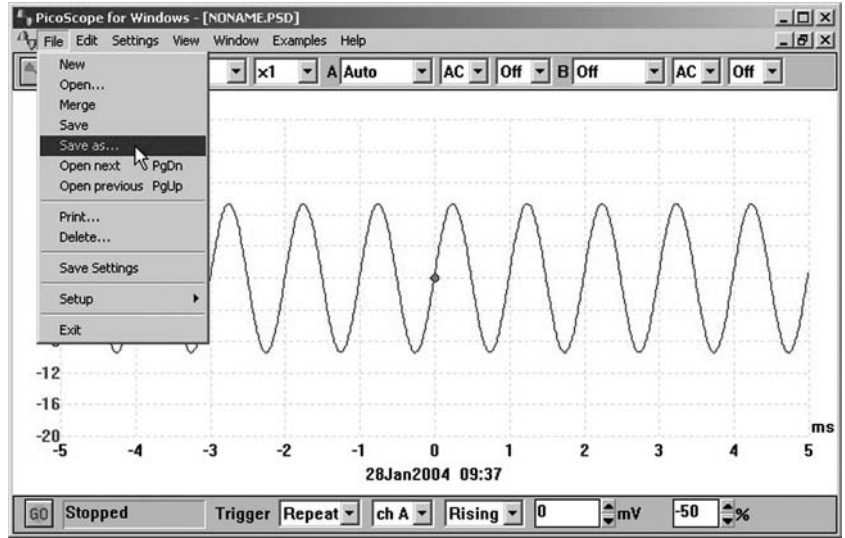 PicoScope for Windows - [NONAME.PSD]
File Edit Settings View Window Examples Help
x1 A Auto AC Off B Off AC Off
New
Open...
Merge
Save
Save as...
Open next PgDn
Open previous PgUp
Print...
Delete...
Save Settings
Setup
Exit
-12
-16
-20
ms
-5 -4 -3 -2 -1 0 1 2 3 4 5
28Jan2004 09:37
GO Stopped Trigger Repeat ch A Rising 0 mV -50 %